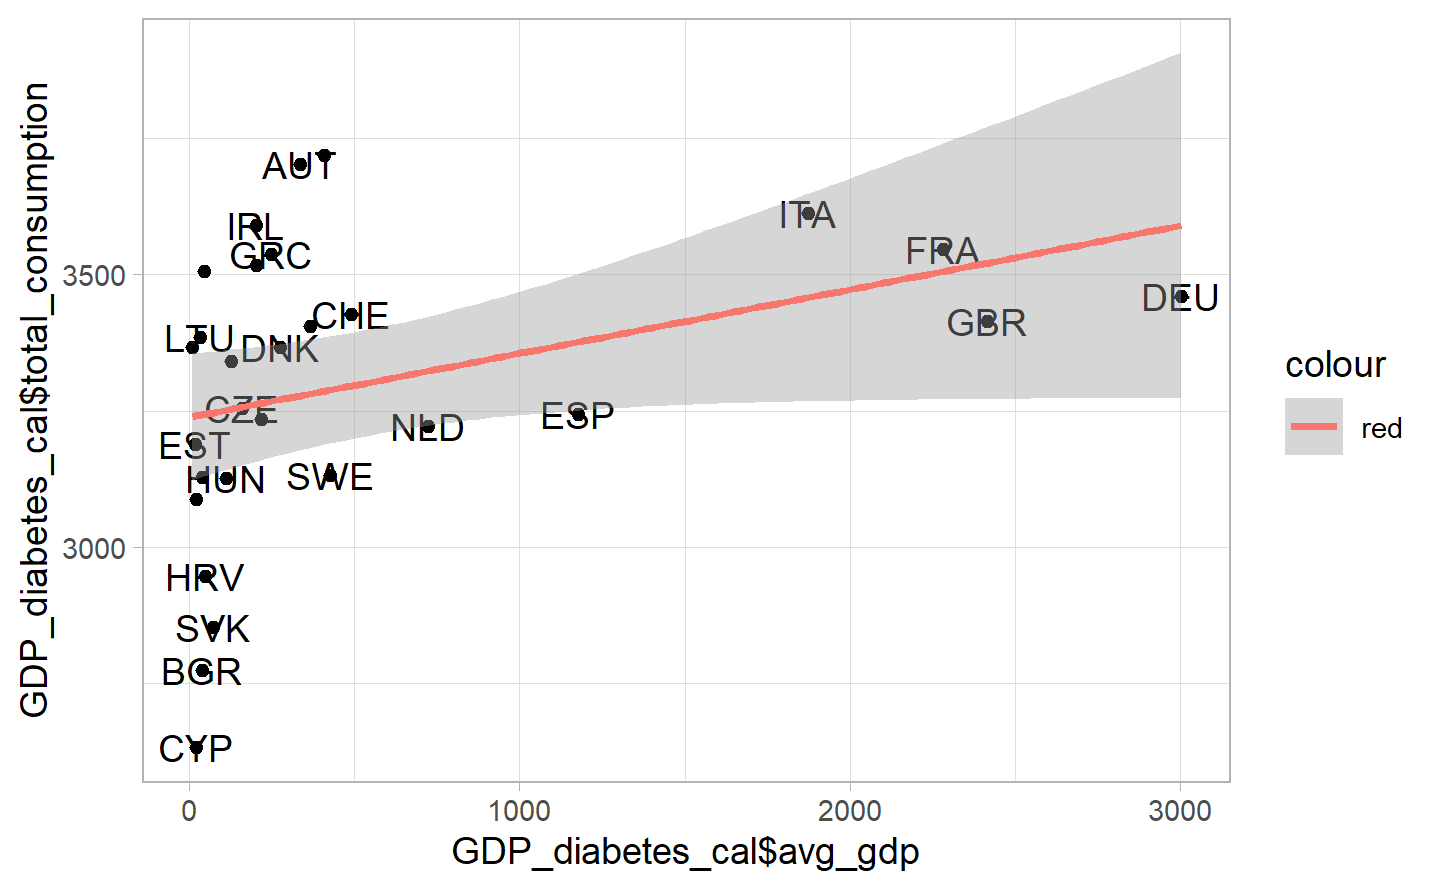 GDP_diabetes_cal$total_consumption
3500
3000
AUT
IRL
GRC
CHE
LTU
DNK
CZE
EST
HUN
SWE
NLD
ESP
ITA
FRA
GBR
DEU
HRV
SVK
BGR
CYP
0 1000 2000 3000
GDP_diabetes_cal$avg_gdp
colour
red